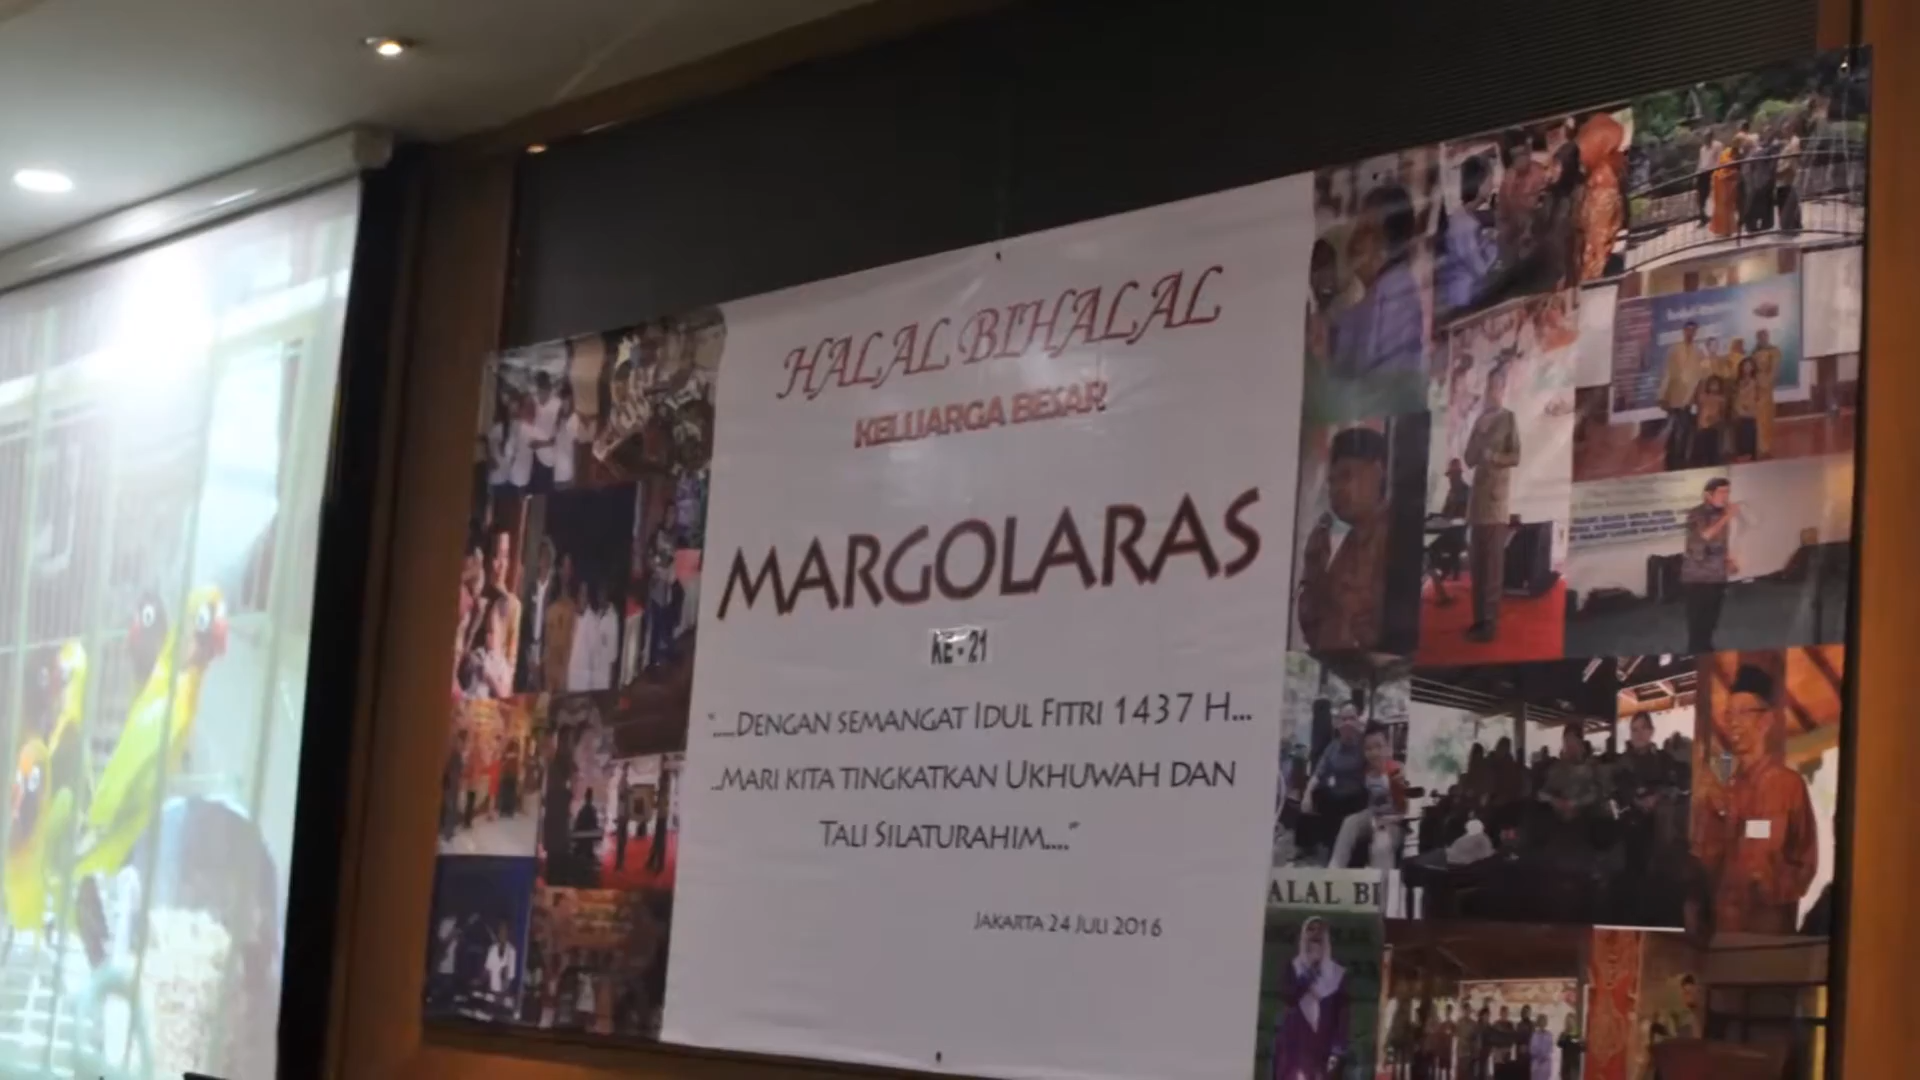 HALAL BIHALAL
KELUARGA BESAR
MARGOLARAS
KE-21
"....DENGAN SEMANGAT IDUL FITRI 1437 H...
..MARI KITA TINGKATKAN UKHUWAH DAN
TALI SILATURAHIM...."
JAKARTA 24 JULI 2016
ALAL BI